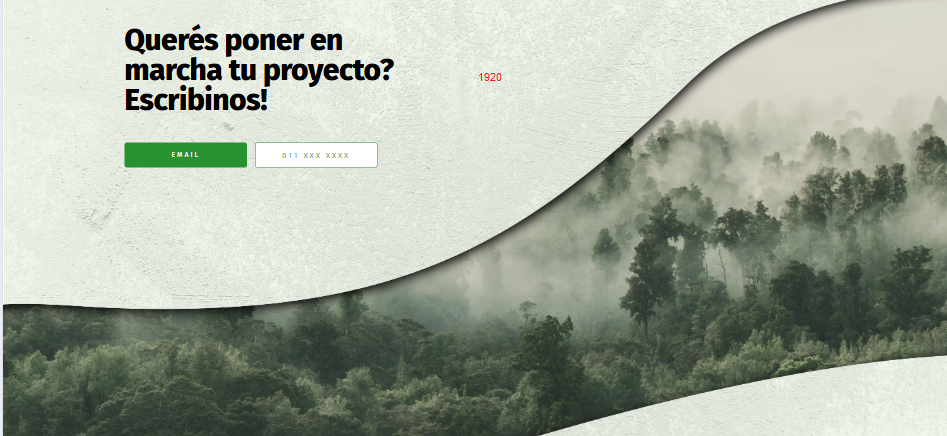 Querés poner en
marcha tu proyecto?
Escribinos!
1920
EMAIL
011 XXX XXXX